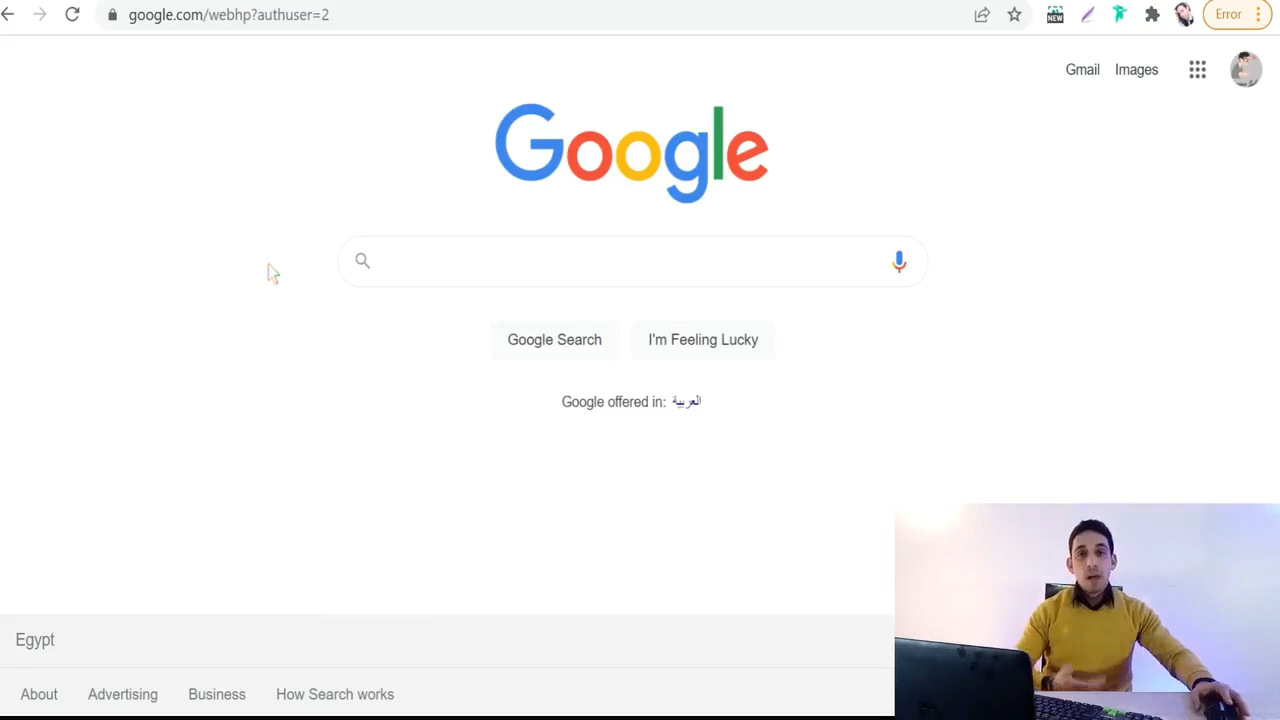 google.com/webhp?authuser=2
NEW
Error
Gmail Images
Google
Google Search I'm Feeling Lucky
Google offered in: العربية
Egypt
About Advertising Business How Search works